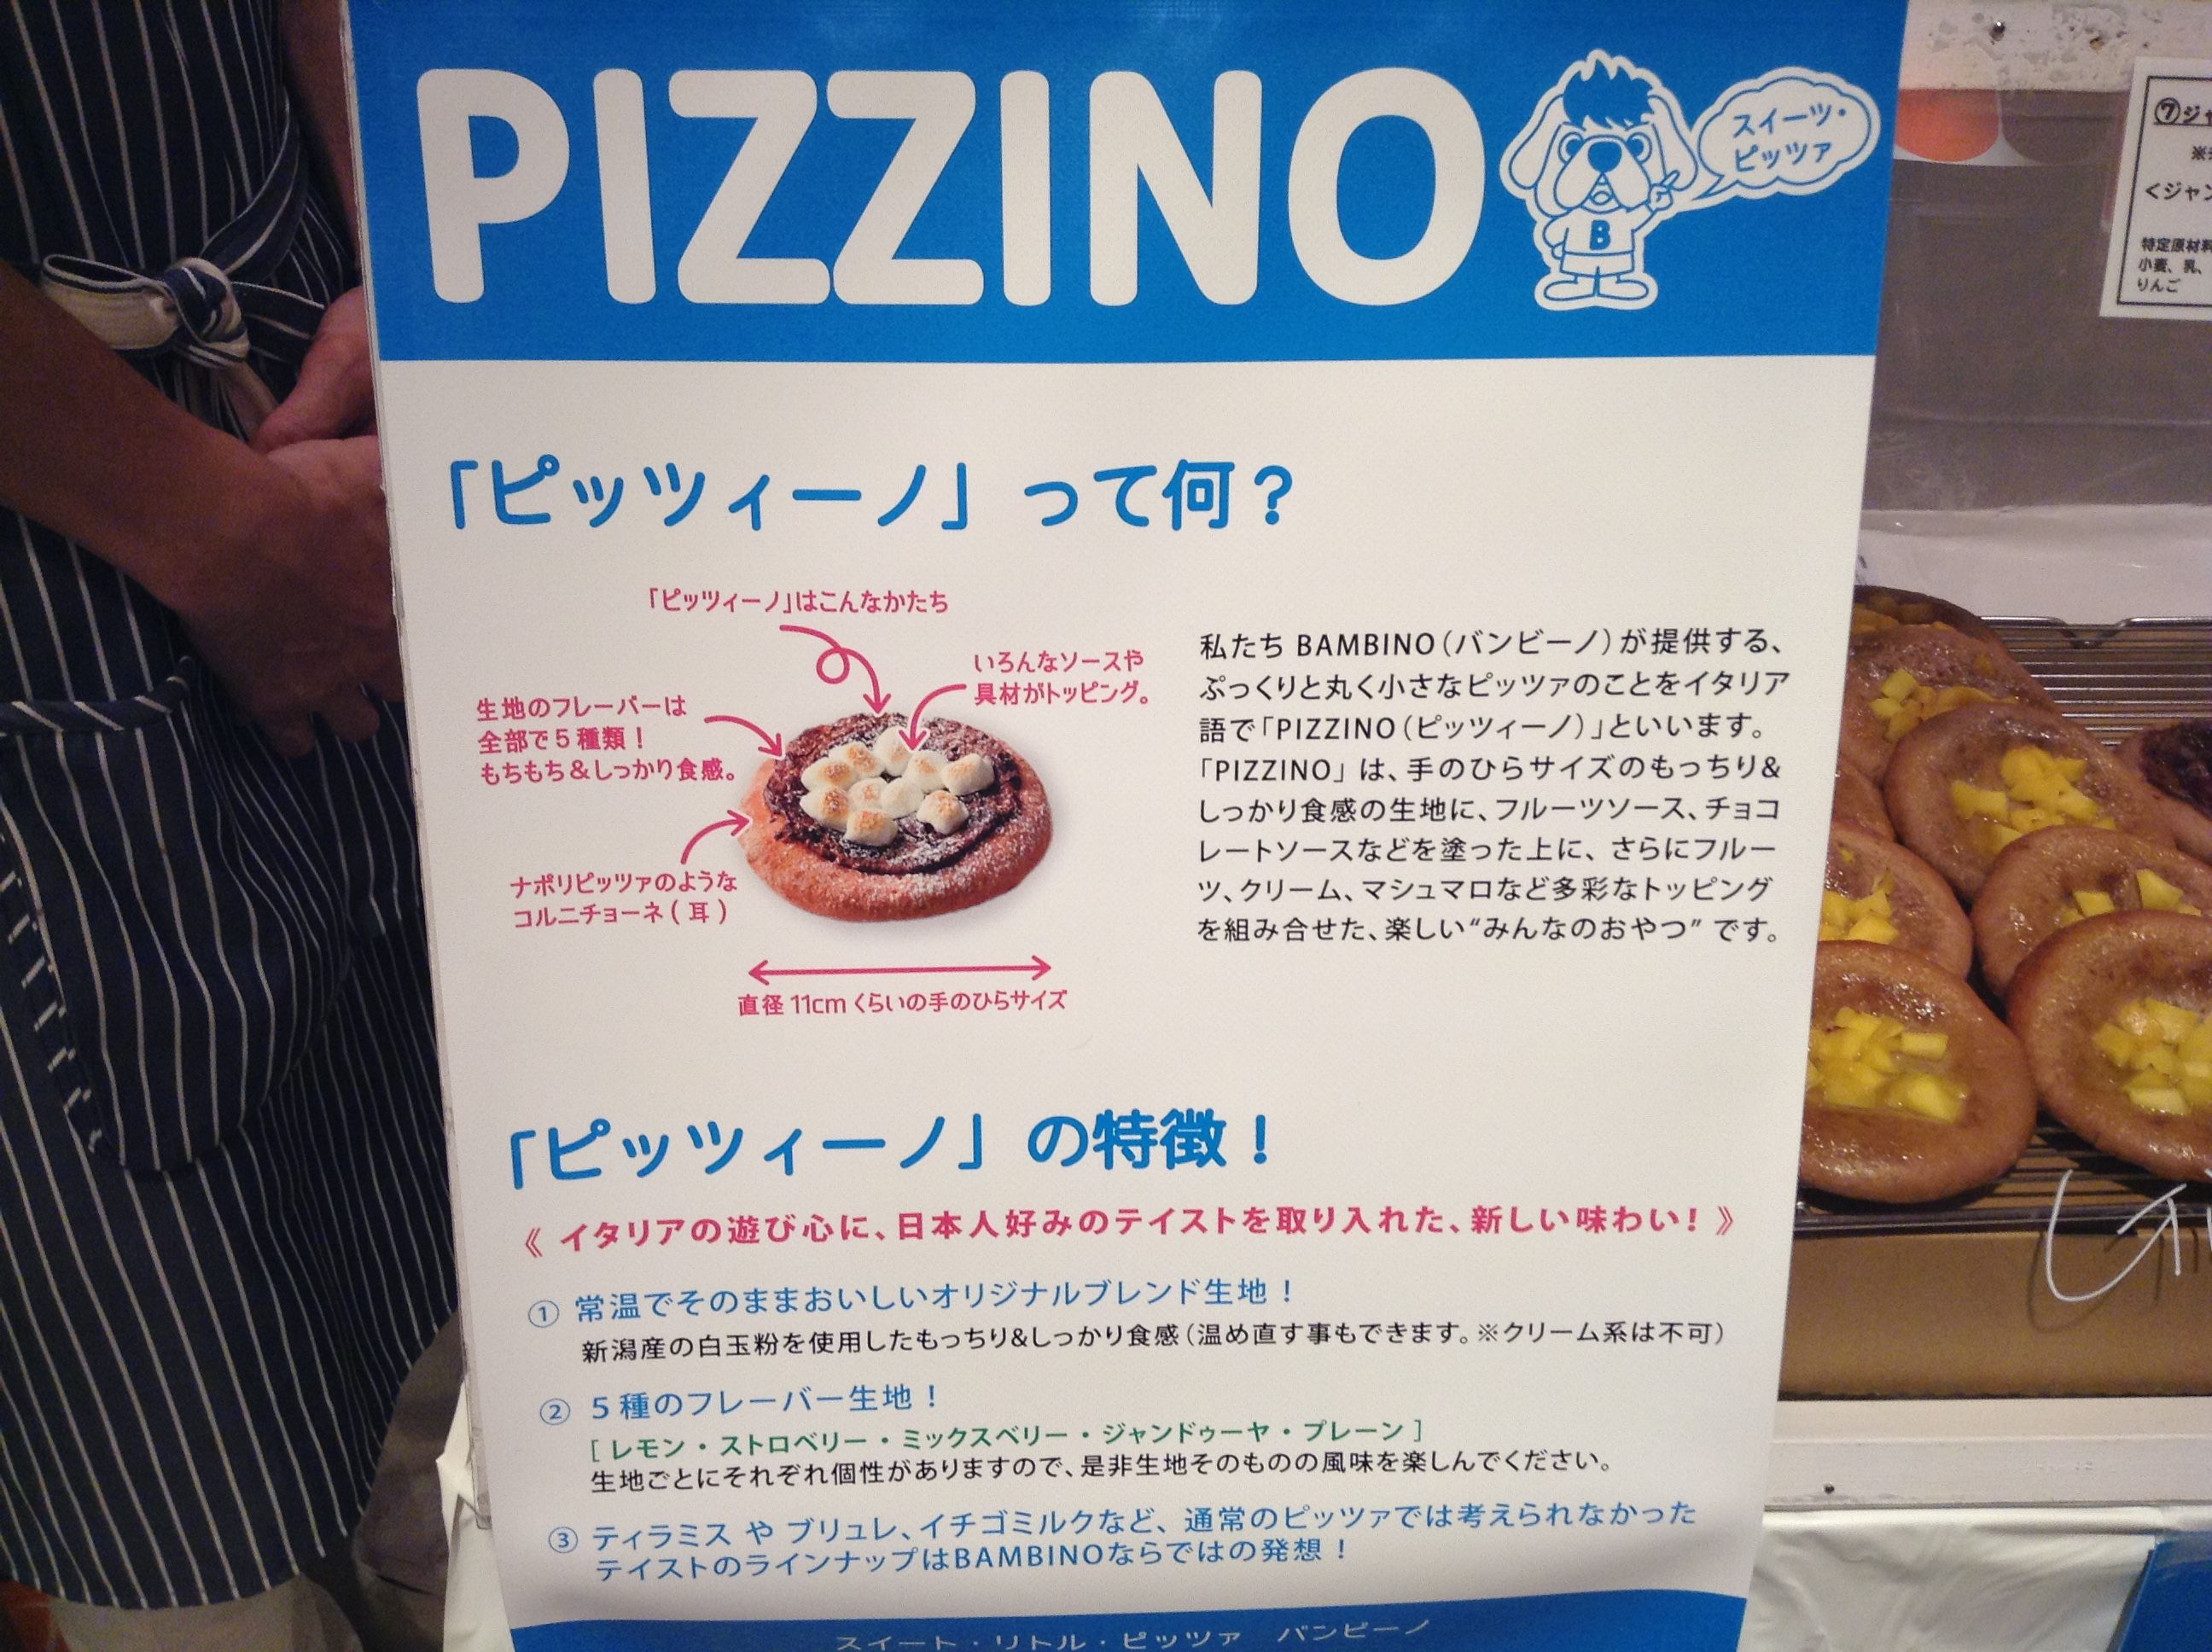 PIZZINO
スイーツ・
ピッツァ
「ピッツィーノ」って何？
「ピッツィーノ」はこんなかたち
いろんなソースや
具材がトッピング。
生地のフレーバーは
全部で5種類！
もちもち＆しっかり食感。
ナポリピッツァのような
コルニチョーネ(耳)
直径11cmくらいの手のひらサイズ
私たち BAMBINO（バンビーノ）が提供する、
ぷっくりと丸く小さなピッツァのことをイタリア
語で「PIZZINO（ピッツィーノ）」といいます。
「PIZZINO」は、手のひらサイズのもっちり&
しっかり食感の生地に、フルーツソース、チョコ
レートソースなどを塗った上に、さらにフルー
ツ、クリーム、マシュマロなど多彩なトッピング
を組み合せた、楽しい“みんなのおやつ”です。
「ピッツィーノ」の特徴！
《イタリアの遊び心に、日本人好みのテイストを取り入れた、新しい味わい！》
① 常温でそのままおいしいオリジナルブレンド生地！
新潟産の白玉粉を使用したもっちり&しっかり食感（温め直す事もできます。※クリーム系は不可）
② 5種のフレーバー生地！
[ レモン・ストロベリー・ミックスベリー・ジャンドゥーヤ・プレーン ]
生地ごとにそれぞれ個性がありますので、是非生地そのものの風味を楽しんでください。
③ ティラミス や ブリュレ、イチゴミルクなど、通常のピッツァでは考えられなかった
テイストのラインナップはBAMBINOならではの発想！
スイート・リトル・ピッツァ　バンビーノ
⑦ジャ
＜ジャン
特定原材料
小麦、乳、
りんご